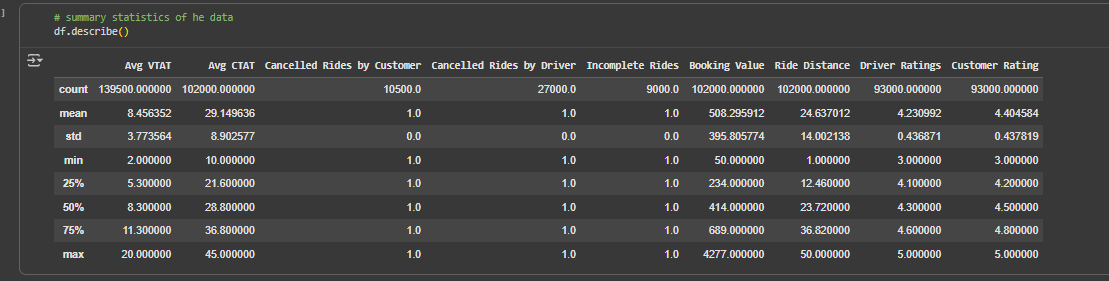 ]
# summary statistics of he data
df.describe()
Avg VTAT Avg CTAT Cancelled Rides by Customer Cancelled Rides by Driver Incomplete Rides Booking Value Ride Distance Driver Ratings Customer Rating
count 139500.000000 102000.000000 10500.0 27000.0 9000.0 102000.000000 102000.000000 93000.000000 93000.000000
mean 8.456352 29.149636 1.0 1.0 1.0 508.295912 24.637012 4.230992 4.404584
std 3.773564 8.902577 0.0 0.0 0.0 395.805774 14.002138 0.436871 0.437819
min 2.000000 10.000000 1.0 1.0 1.0 50.000000 1.000000 3.000000 3.000000
25% 5.300000 21.600000 1.0 1.0 1.0 234.000000 12.460000 4.100000 4.200000
50% 8.300000 28.800000 1.0 1.0 1.0 414.000000 23.720000 4.300000 4.500000
75% 11.300000 36.800000 1.0 1.0 1.0 689.000000 36.820000 4.600000 4.800000
max 20.000000 45.000000 1.0 1.0 1.0 4277.000000 50.000000 5.000000 5.000000